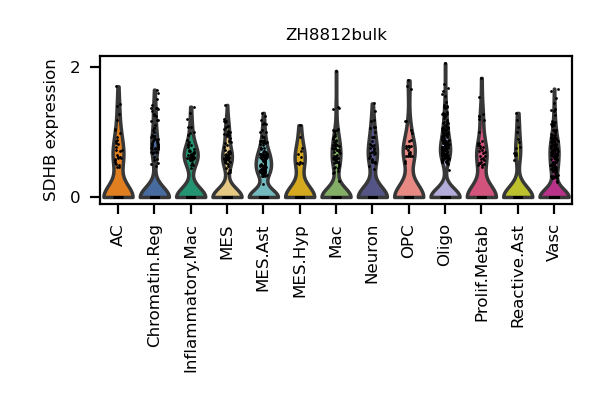 ZH8812bulk
SDHB expression
2
0
AC
Chromatin.Reg
Inflammatory.Mac
MES
MES.Ast
MES.Hyp
Mac
Neuron
OPC
Oligo
Prolif.Metab
Reactive.Ast
Vasc